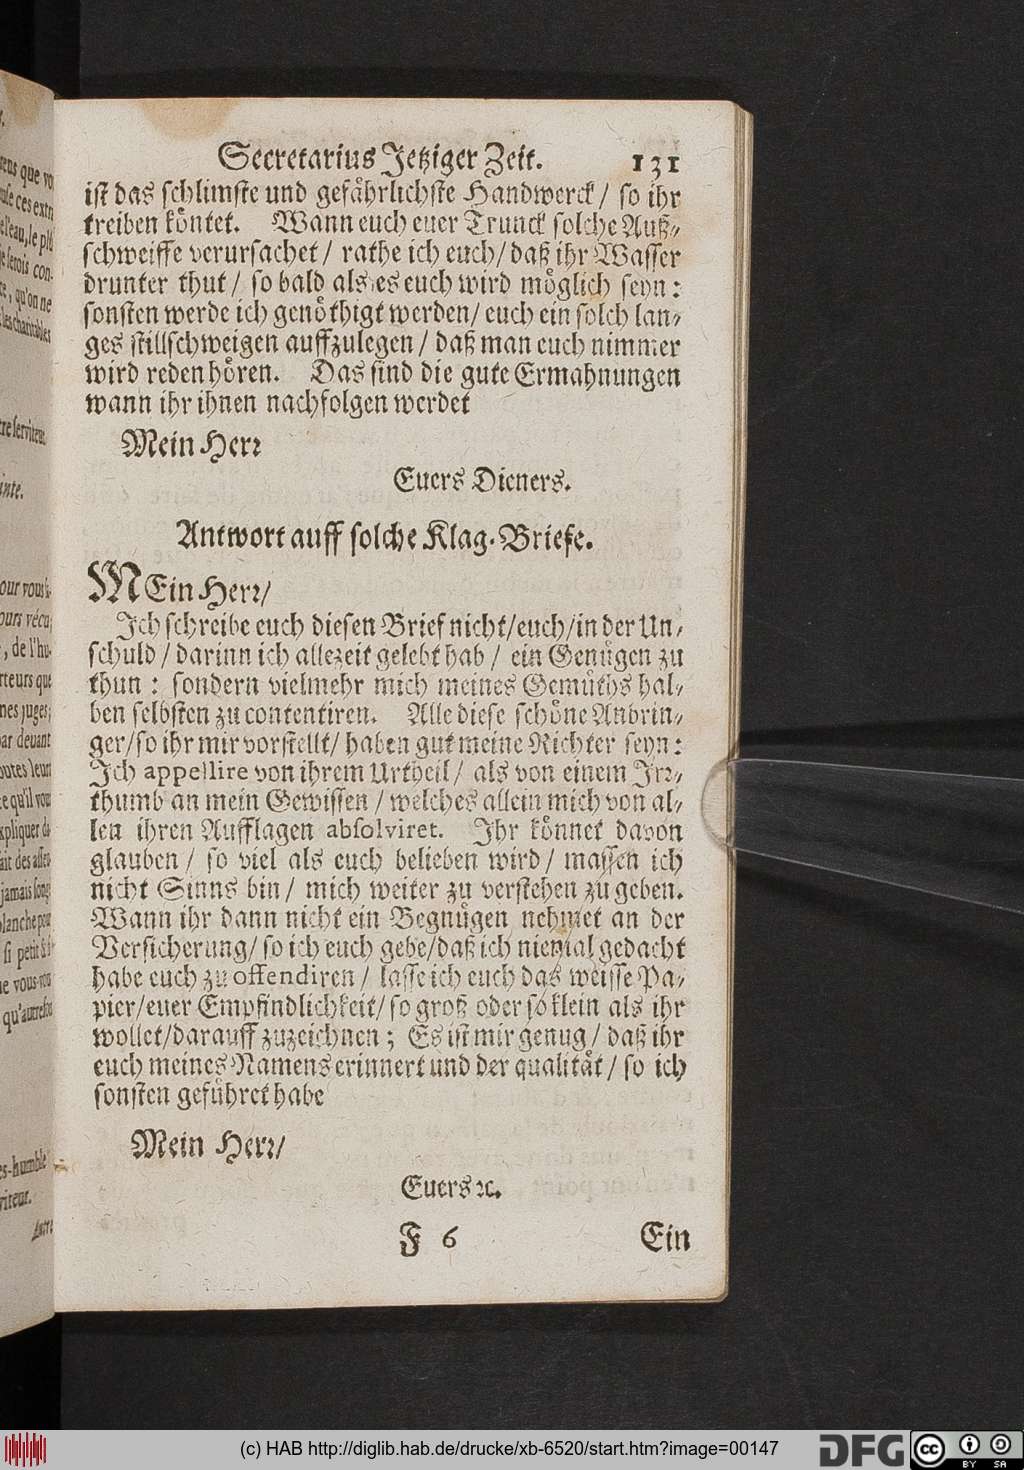 Secretarius Jetziger Zeit. 131
ist das schlimste und gefährlichste Handwerck / so ihr
treiben köntet. Wann euch euer Trunck solche Auß-
schweiffe verursachet / rathe ich euch / daß ihr Wasser
drunter thut / so bald als es euch wird möglich seyn:
sonsten werde ich genöthigt werden / euch ein solch lan-
ges stillschweigen auffzulegen / daß man euch nimmer
wird reden hören. Das sind die gute Ermahnungen
wann ihr ihnen nachfolgen werdet
Mein Herr
Euers Dieners.
Antwort auff solche Klag-Briefe.
MEin Herr/
Ich schreibe euch diesen Brief nicht/euch/in der Un-
schuld / darinn ich allezeit gelebt hab / ein Genügen zu
thun: sondern vielmehr mich meines Gemüths hal-
ben selbsten zu contentiren. Alle diese schöne Anbrin-
ger/so ihr mir vorstellt/ haben gut meine Richter seyn:
Ich appellire von ihrem Urtheil / als von einem Irr-
thumb an mein Gewissen / welches allein mich von al-
len ihren Aufflagen absolviret. Ihr könnet davon
glauben / so viel als euch belieben wird / massen ich
nicht Sinns bin / mich weiter zu verstehen zu geben.
Wann ihr dann nicht ein Begnügen nehmet an der
Versicherung/ so ich euch gebe/daß ich niemal gedacht
habe euch zu offendiren / lasse ich euch das weisse Pa-
pier/euer Empfindlichkeit/ so groß oder so klein als ihr
wollet/darauff zuzeichnen; Es ist mir genug / daß ihr
euch meines Namens erinnert und der qualität / so ich
sonsten geführet habe
Mein Herr/
Euers ꝛc.
F 6 Ein
(c) HAB http://diglib.hab.de/drucke/xb-6520/start.htm?image=00147
DFG
cc BY SA